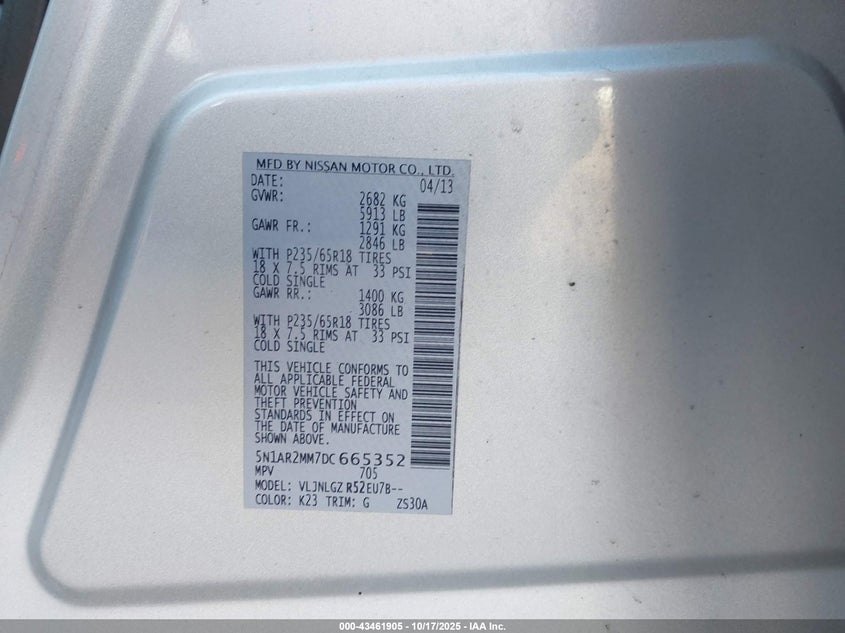 MFD BY NISSAN MOTOR CO., LTD.
DATE: 04/13
GVWR: 2682 KG
5913 LB
GAWR FR.: 1291 KG
2846 LB
WITH P235/65R18 TIRES
18 X 7.5 RIMS AT 33 PSI
COLD SINGLE
GAWR RR.: 1400 KG
3086 LB
WITH P235/65R18 TIRES
18 X 7.5 RIMS AT 33 PSI
COLD SINGLE
THIS VEHICLE CONFORMS TO
ALL APPLICABLE FEDERAL
MOTOR VEHICLE SAFETY AND
THEFT PREVENTION
STANDARDS IN EFFECT ON
THE DATE OF MANUFACTURE
SHOWN ABOVE.
5N1AR2MM7DC665352
MPV 705
MODEL: VLJNLGZ R52EU7B--
COLOR: K23 TRIM: G ZS30A
000-43461905 - 10/17/2025 - IAA Inc.